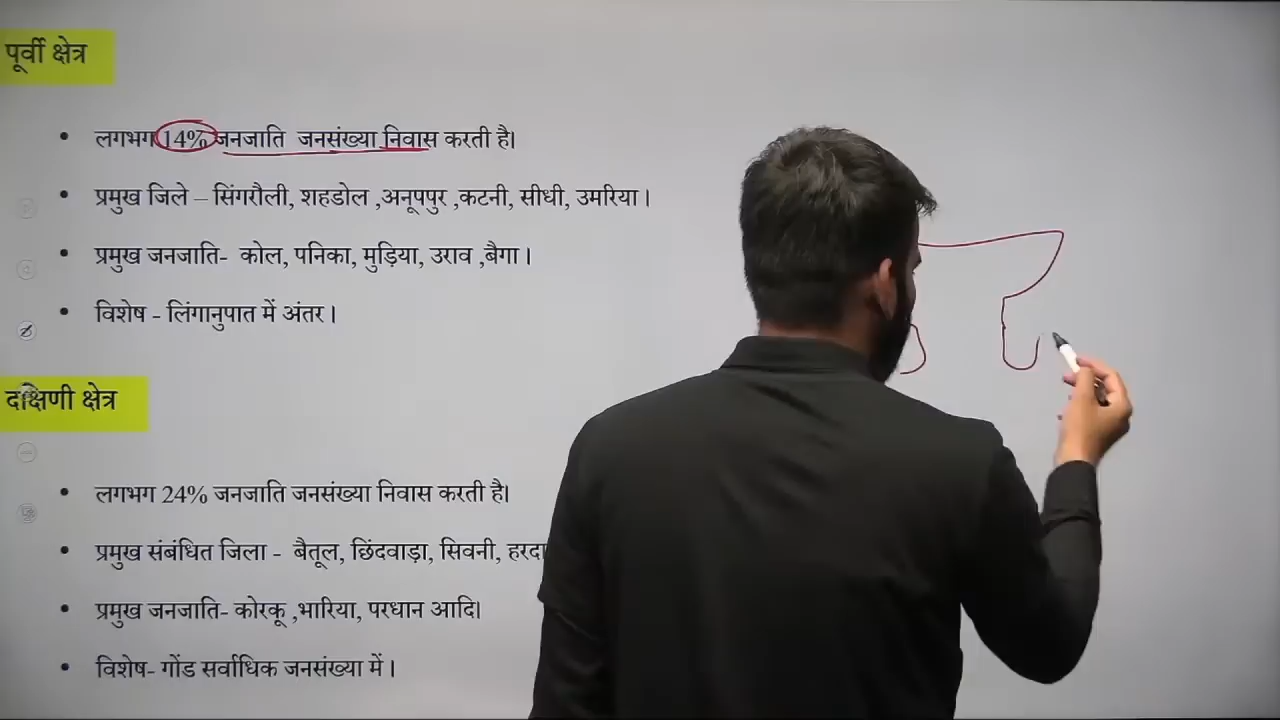 पूर्वी क्षेत्र
लगभग 14% जनजाति जनसंख्या निवास करती है।
प्रमुख जिले – सिंगरौली, शहडोल ,अनूपपुर ,कटनी, सीधी, उमरिया ।
प्रमुख जनजाति- कोल, पनिका, मुड़िया, उराव ,बैगा ।
विशेष - लिंगानुपात में अंतर ।
दक्षिणी क्षेत्र
लगभग 24% जनजाति जनसंख्या निवास करती है।
प्रमुख संबंधित जिला - बैतूल, छिंदवाड़ा, सिवनी, हरदा
प्रमुख जनजाति- कोरकू ,भारिया, परधान आदि।
विशेष- गोंड सर्वाधिक जनसंख्या में ।